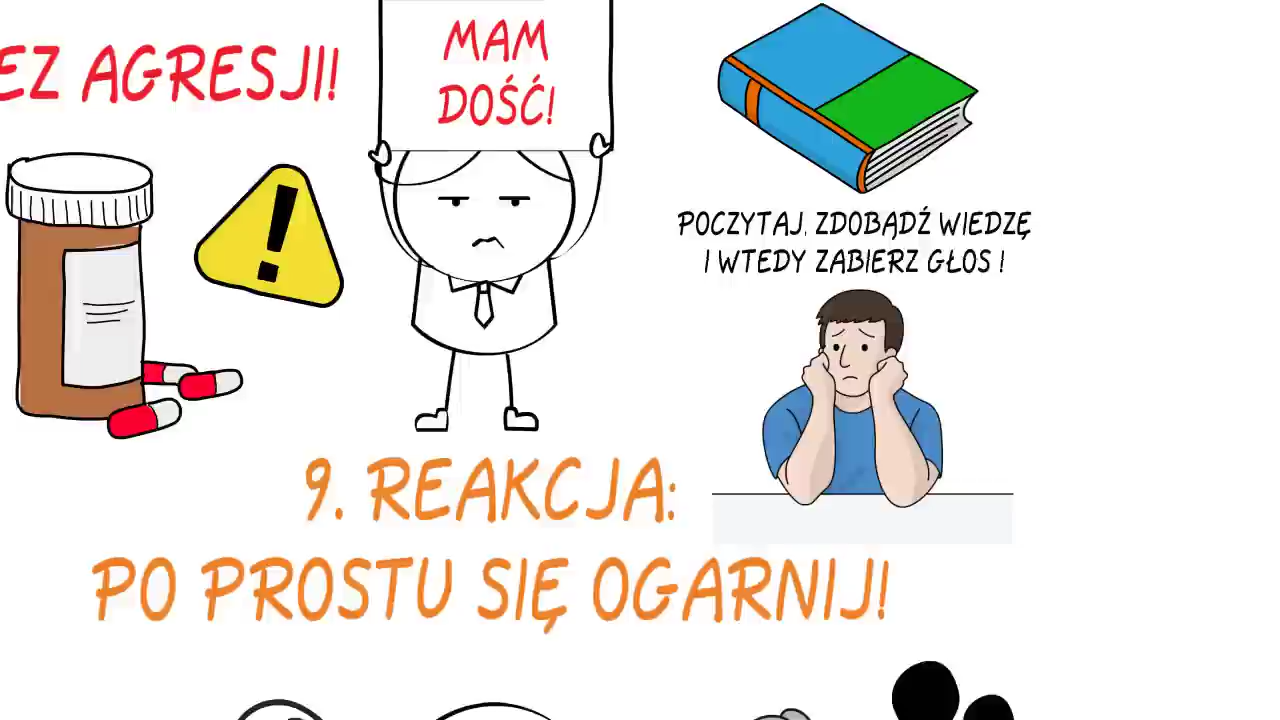 EZ AGRESJI!
MAM
DOŚĆ!
POCZYTAJ, ZDOBĄDŹ WIEDZĘ
I WTEDY ZABIERZ GŁOS !
9. REAKCJA:
PO PROSTU SIĘ OGARNIJ!